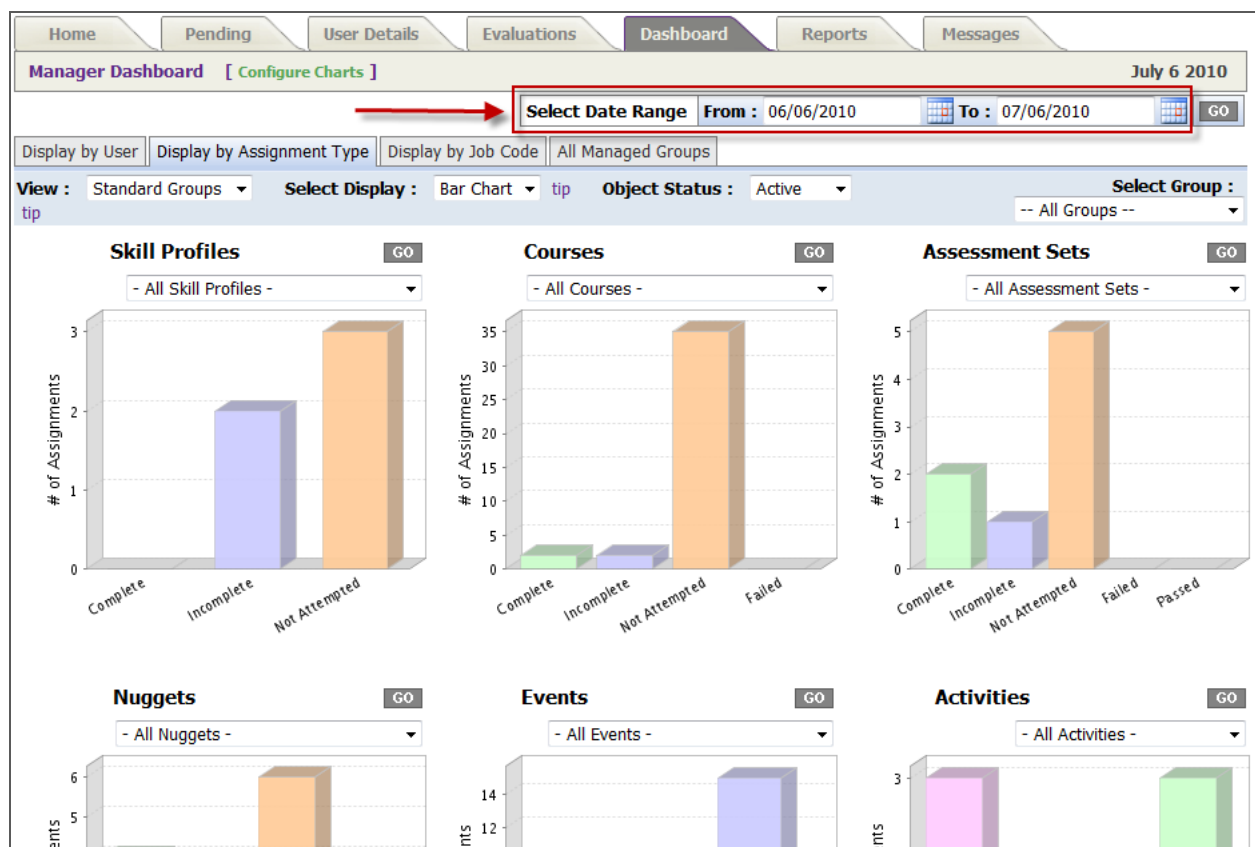 Home Pending User Details Evaluations Dashboard Reports Messages
Manager Dashboard [ Configure Charts ] July 6 2010
Select Date Range From : 06/06/2010 To : 07/06/2010 GO
Display by User Display by Assignment Type Display by Job Code All Managed Groups
View : Standard Groups Select Display : Bar Chart tip Object Status : Active Select Group :
tip -- All Groups --
Skill Profiles GO Courses GO Assessment Sets GO
- All Skill Profiles - - All Courses - - All Assessment Sets -
# of Assignments
3
2
1
0
Complete Incomplete Not Attempted
# of Assignments
35
30
25
20
15
10
5
0
Complete Incomplete Not Attempted Failed
# of Assignments
5
4
3
2
1
0
Complete Incomplete Not Attempted Failed Passed
Nuggets GO Events GO Activities GO
- All Nuggets - - All Events - - All Activities -
6
5
14
12
3